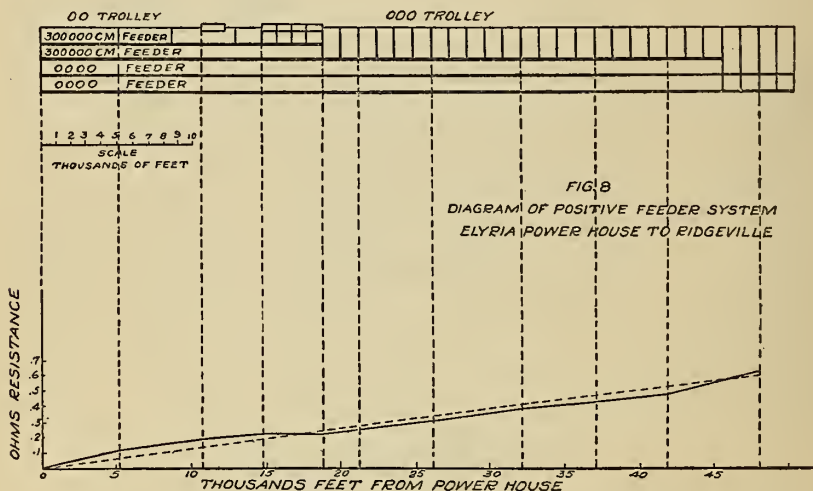 OO TROLLEY
OOO TROLLEY
300000 CM FEEDER
300000 CM FEEDER
0000 FEEDER
0000 FEEDER
1 2 3 4 5 6 7 8 9 10
SCALE
THOUSANDS OF FEET
FIG. 8
DIAGRAM OF POSITIVE FEEDER SYSTEM
ELYRIA POWER HOUSE TO RIDGEVILLE
OHMS RESISTANCE
.7
.6
.5
.4
.3
.2
.1
0 5 10 15 20 25 30 35 40 45
THOUSANDS FEET FROM POWER HOUSE